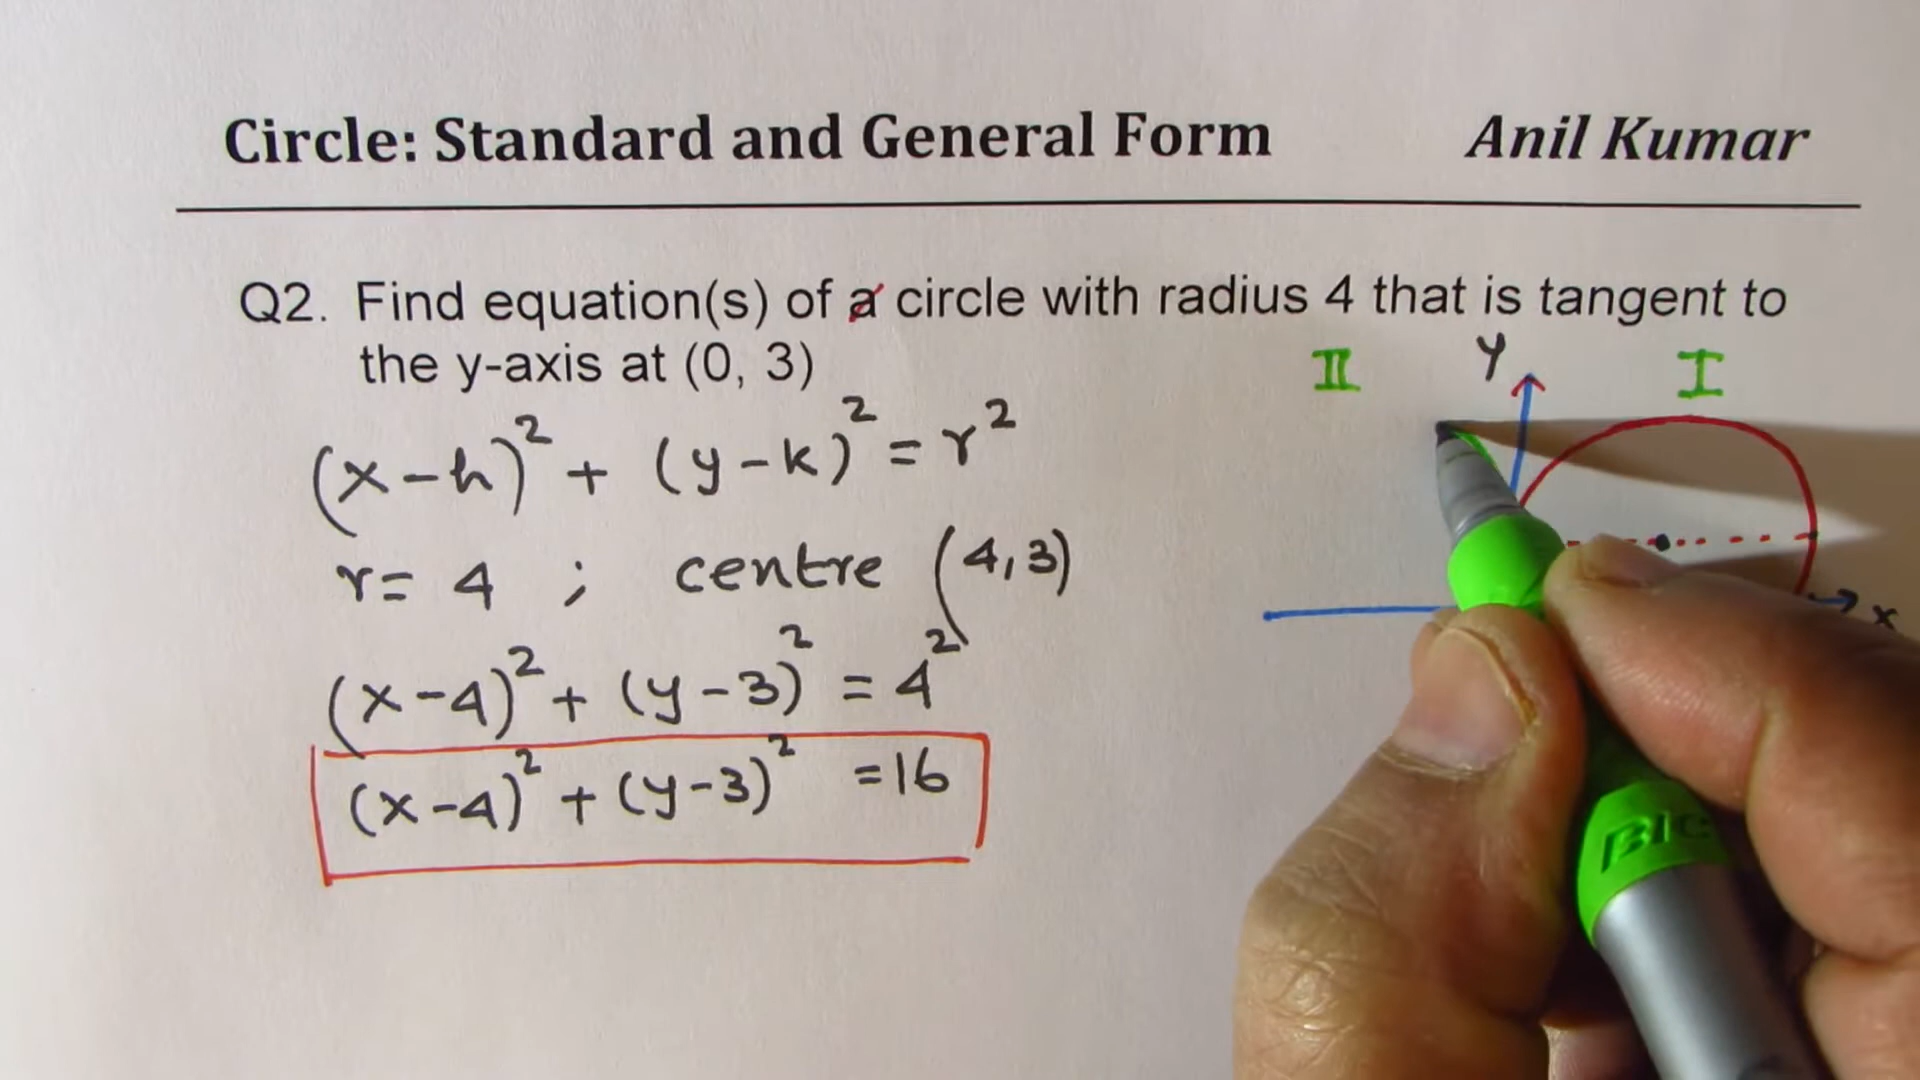 Circle: Standard and General Form Anil Kumar
Q2. Find equation(s) of a circle with radius 4 that is tangent to
the y-axis at (0, 3)
II Y I
(x-h)² + (y-k)² = r²
r = 4 ; centre (4,3)
x
(x-4)² + (y-3)² = 4²
(x-4)² + (y-3)² = 16
BIC